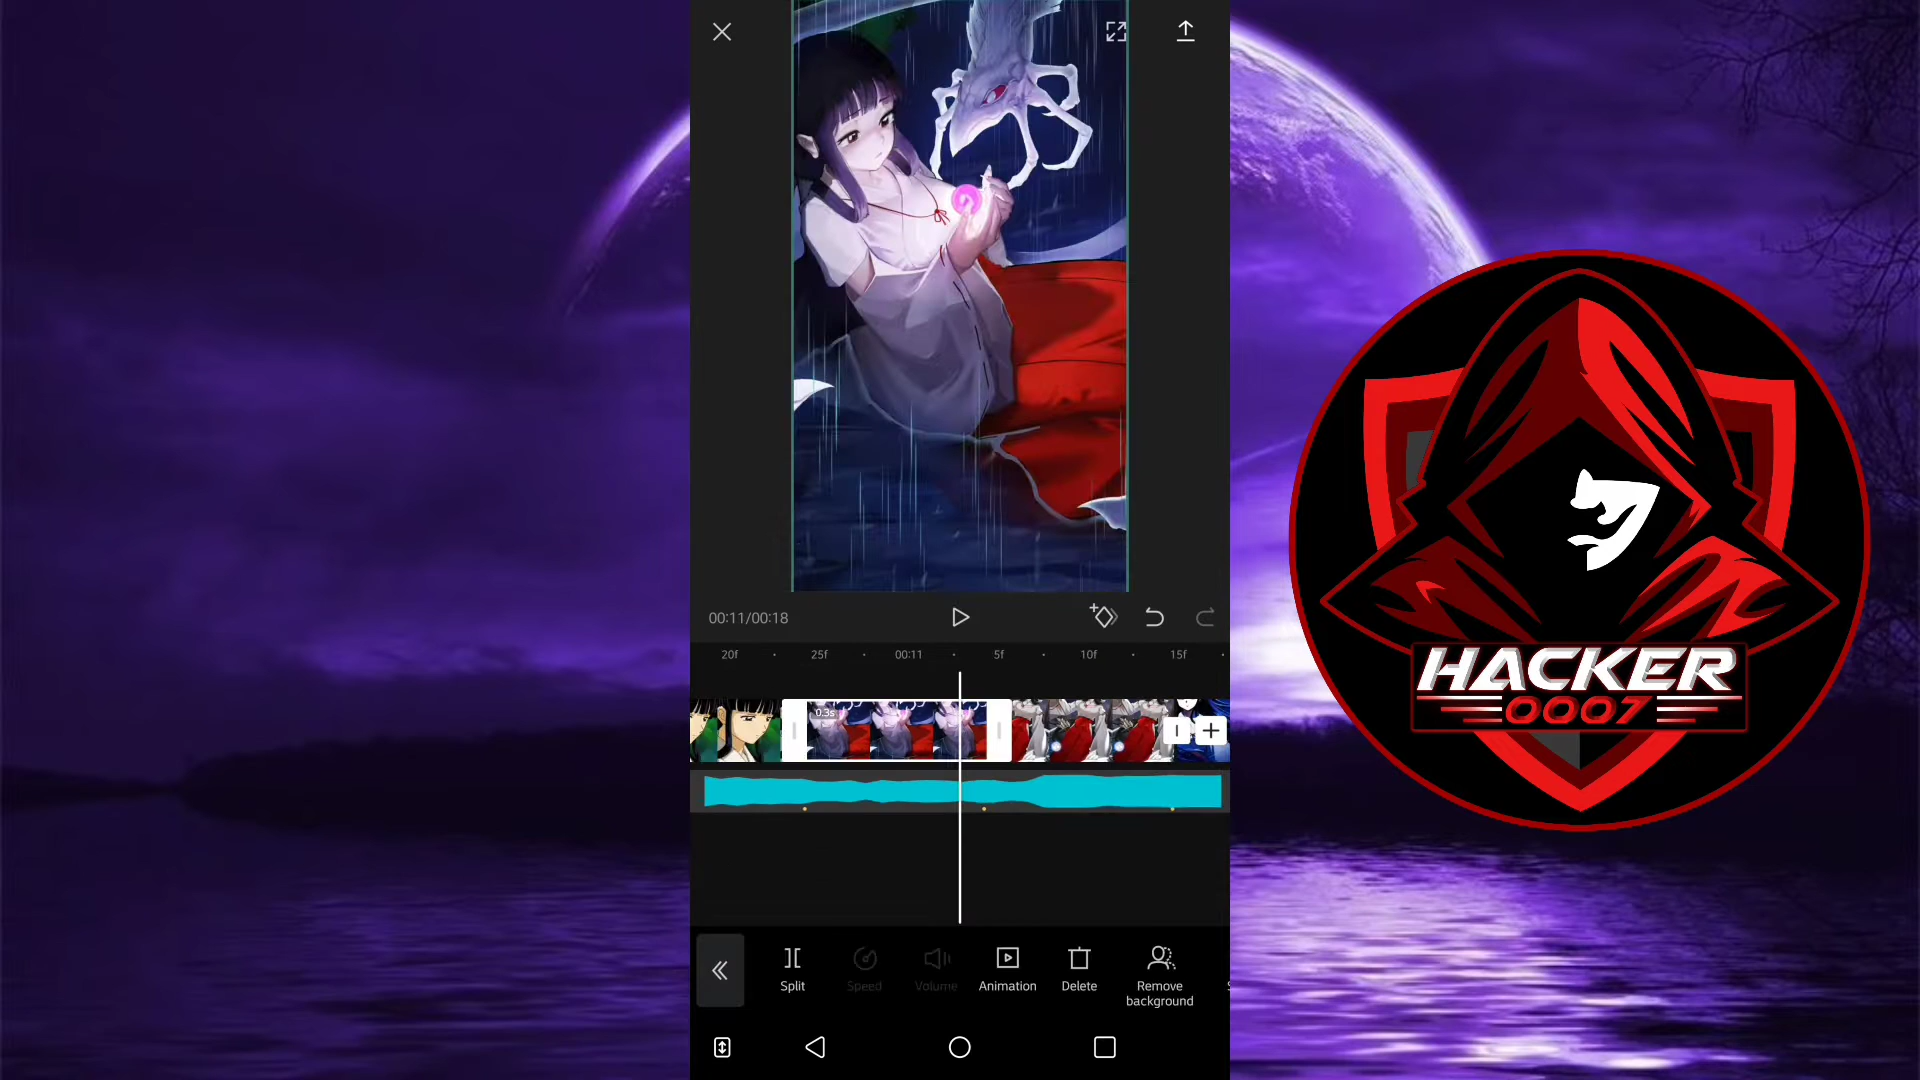 00:11/00:18
20f
25f
00:11
5f
10f
15f
0.3s
Split
Speed
Volume
Animation
Delete
Remove
background
HACKER
0007